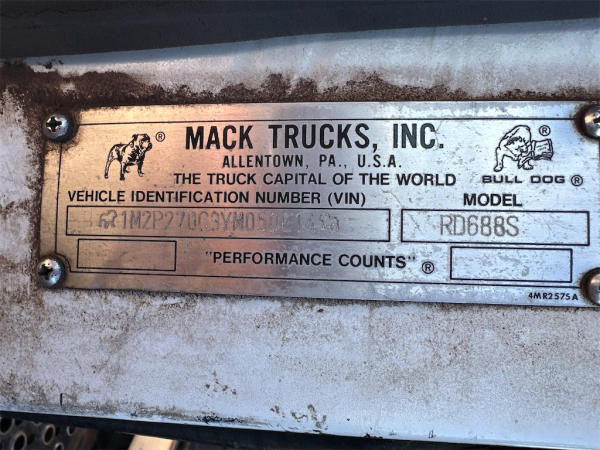 ® MACK TRUCKS, INC. ®
ALLENTOWN, PA., U.S.A.
THE TRUCK CAPITAL OF THE WORLD BULL DOG ®
VEHICLE IDENTIFICATION NUMBER (VIN) MODEL
RD688S
"PERFORMANCE COUNTS" ®
4MR2575A